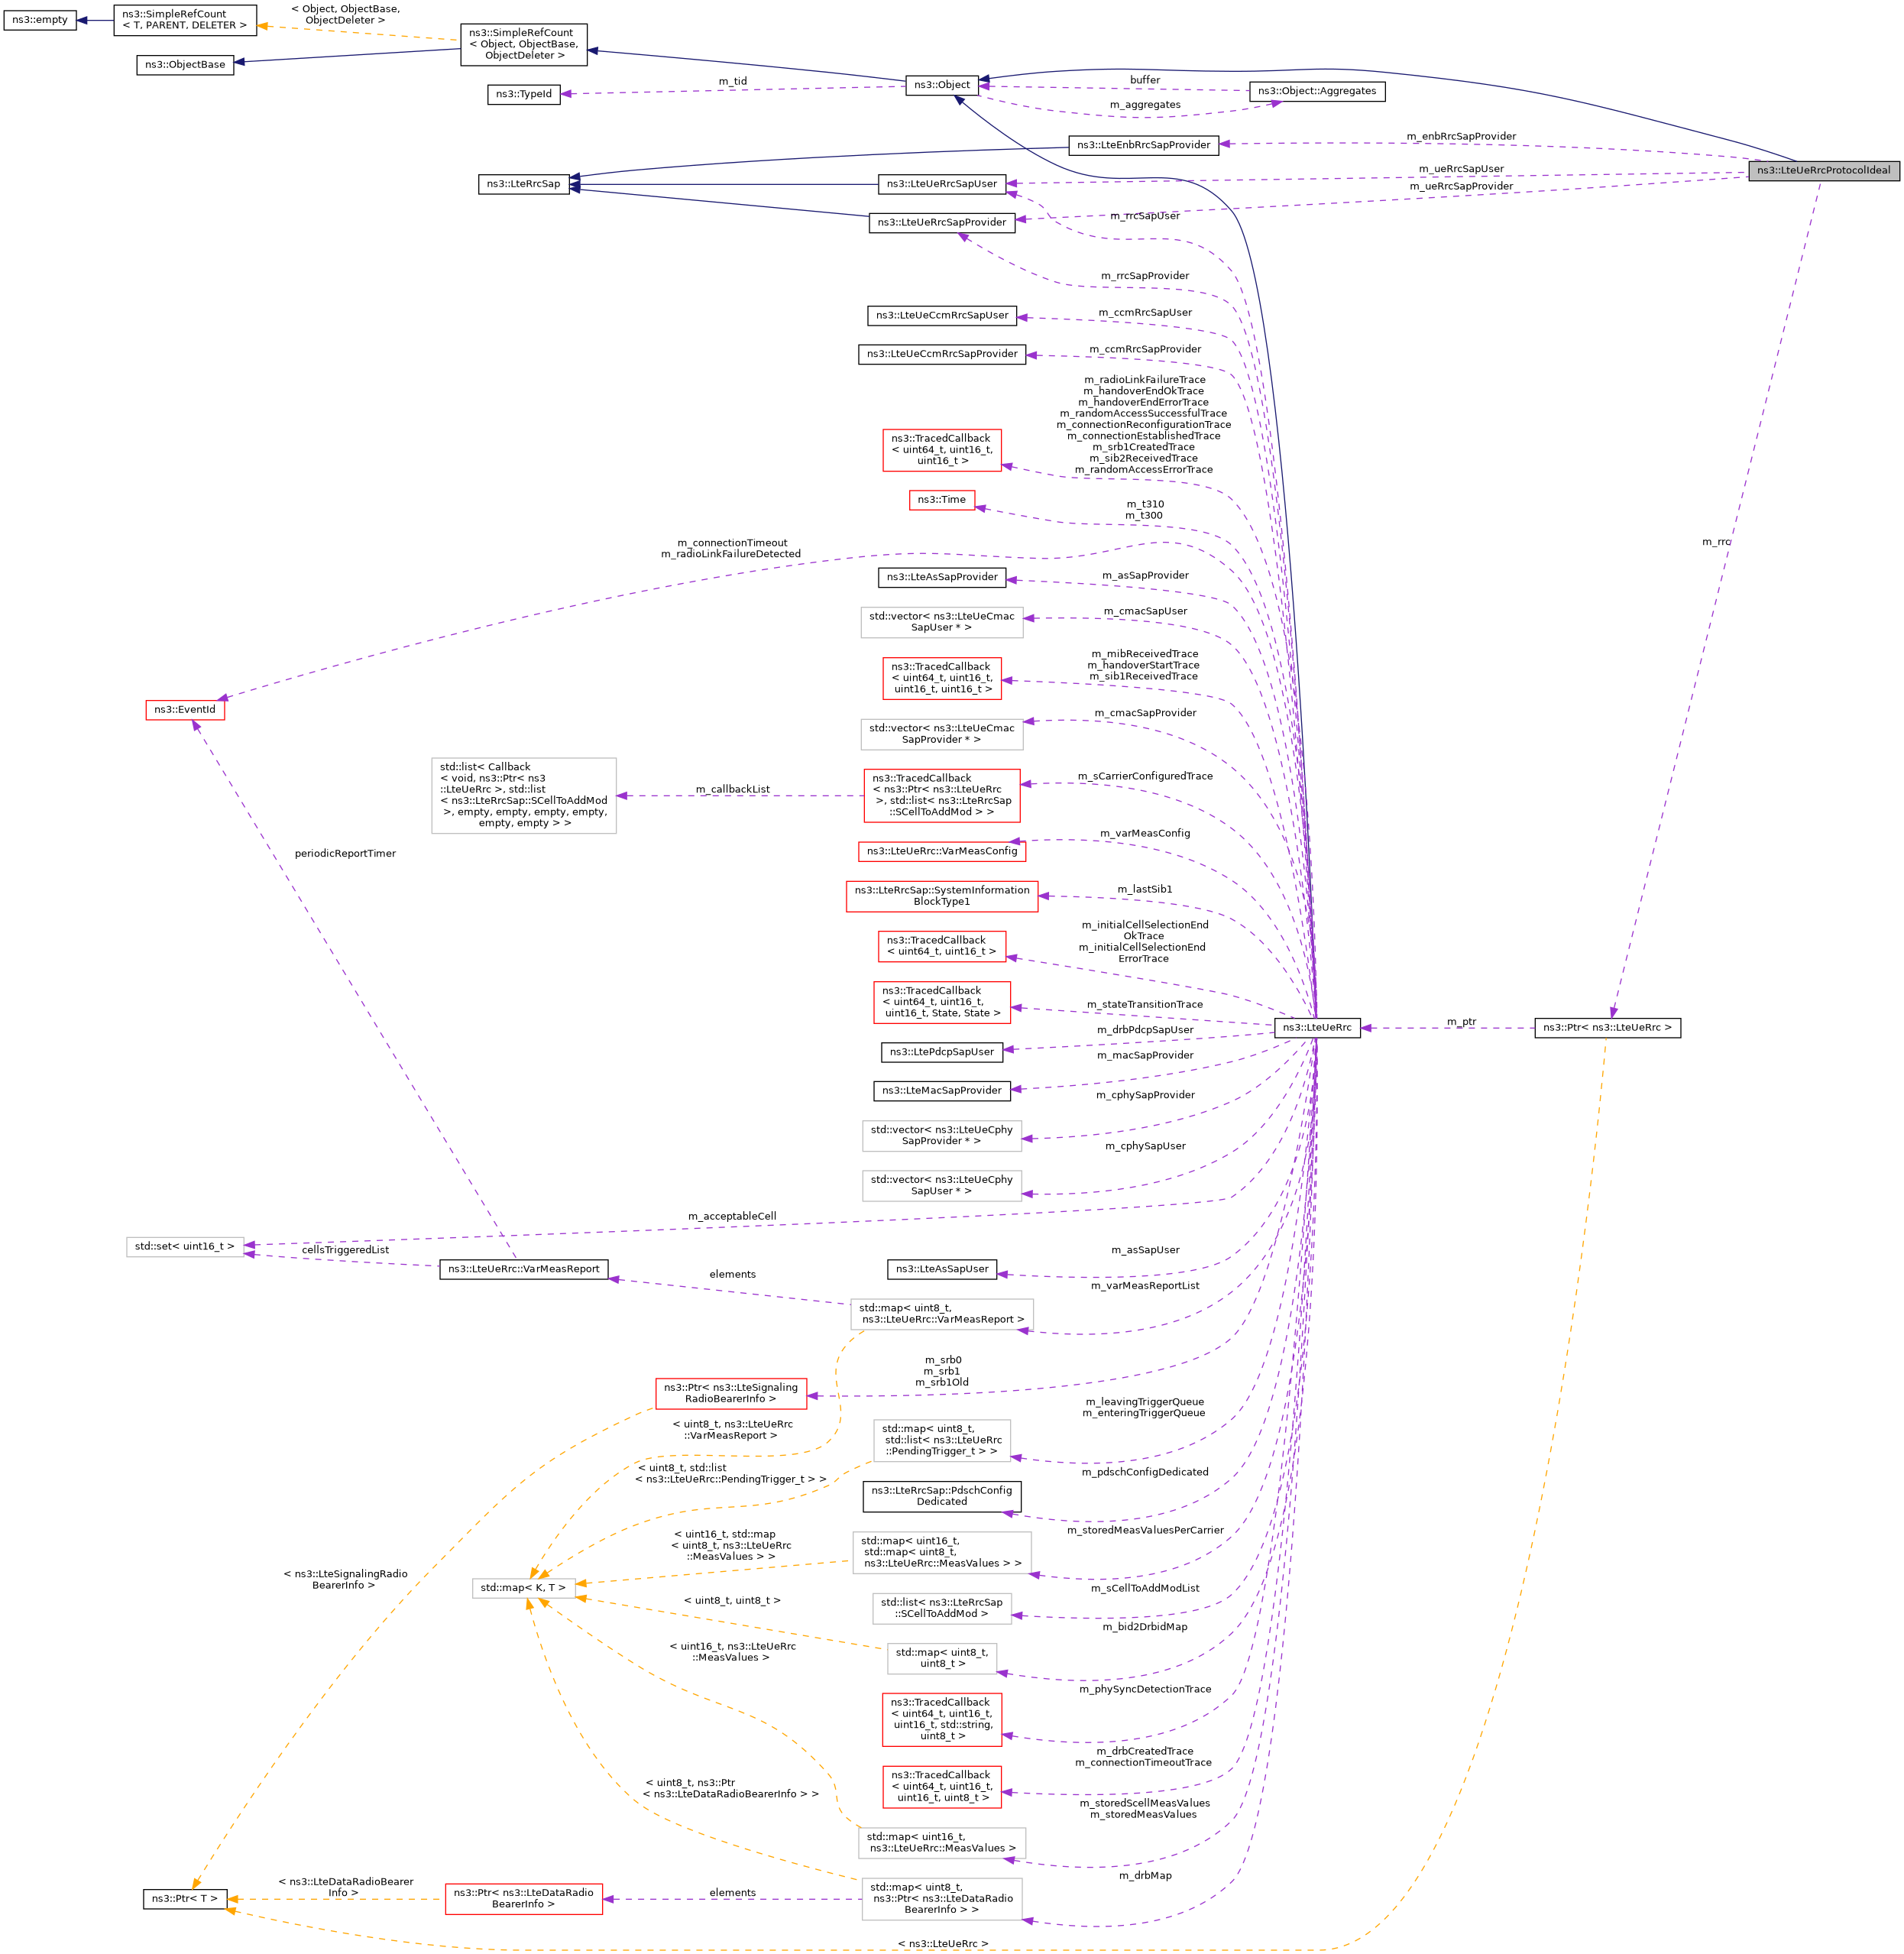 ns3::empty
ns3::SimpleRefCount
< T, PARENT, DELETER >
< Object, ObjectBase,
ObjectDeleter >
ns3::SimpleRefCount
< Object, ObjectBase,
ObjectDeleter >
ns3::ObjectBase
ns3::TypeId
m_tid
ns3::Object
buffer
m_aggregates
ns3::Object::Aggregates
m_enbRrcSapProvider
ns3::LteEnbRrcSapProvider
ns3::LteUeRrcProtocolIdeal
m_ueRrcSapUser
m_ueRrcSapProvider
ns3::LteRrcSap
ns3::LteUeRrcSapUser
m_rrcSapUser
ns3::LteUeRrcSapProvider
m_rrcSapProvider
ns3::LteUeCcmRrcSapUser
m_ccmRrcSapUser
ns3::LteUeCcmRrcSapProvider
m_ccmRrcSapProvider
m_radioLinkFailureTrace
m_handoverEndOkTrace
m_handoverEndErrorTrace
m_randomAccessSuccessfulTrace
m_connectionReconfigurationTrace
m_connectionEstablishedTrace
m_srb1CreatedTrace
m_sib2ReceivedTrace
m_randomAccessErrorTrace
ns3::TracedCallback
< uint64_t, uint16_t,
uint16_t >
ns3::Time
m_t310
m_t300
m_rrc
m_connectionTimeout
m_radioLinkFailureDetected
ns3::LteAsSapProvider
m_asSapProvider
std::vector< ns3::LteUeCmac
SapUser * >
m_cmacSapUser
ns3::TracedCallback
< uint64_t, uint16_t,
uint16_t, uint16_t >
m_mibReceivedTrace
m_handoverStartTrace
m_sib1ReceivedTrace
ns3::EventId
std::vector< ns3::LteUeCmac
SapProvider * >
m_cmacSapProvider
std::list< Callback
< void, ns3::Ptr< ns3
::LteUeRrc >, std::list
< ns3::LteRrcSap::SCellToAddMod
>, empty, empty, empty, empty,
empty, empty > >
m_callbackList
ns3::TracedCallback
< ns3::Ptr< ns3::LteUeRrc
>, std::list< ns3::LteRrcSap
::SCellToAddMod > >
m_sCarrierConfiguredTrace
periodicReportTimer
ns3::LteUeRrc::VarMeasConfig
m_varMeasConfig
ns3::LteRrcSap::SystemInformation
BlockType1
m_lastSib1
ns3::TracedCallback
< uint64_t, uint16_t >
m_initialCellSelectionEnd
OkTrace
m_initialCellSelectionEnd
ErrorTrace
ns3::TracedCallback
< uint64_t, uint16_t,
uint16_t, State, State >
m_stateTransitionTrace
ns3::LteUeRrc
m_ptr
ns3::Ptr< ns3::LteUeRrc >
ns3::LtePdcpSapUser
m_drbPdcpSapUser
ns3::LteMacSapProvider
m_macSapProvider
std::vector< ns3::LteUeCphy
SapProvider * >
m_cphySapProvider
std::vector< ns3::LteUeCphy
SapUser * >
m_cphySapUser
m_acceptableCell
std::set< uint16_t >
cellsTriggeredList
ns3::LteUeRrc::VarMeasReport
elements
ns3::LteAsSapUser
m_asSapUser
std::map< uint8_t,
ns3::LteUeRrc::VarMeasReport >
m_varMeasReportList
ns3::Ptr< ns3::LteSignaling
RadioBearerInfo >
m_srb0
m_srb1
m_srb1Old
< uint8_t, ns3::LteUeRrc
::VarMeasReport >
std::map< uint8_t,
std::list< ns3::LteUeRrc
::PendingTrigger_t > >
m_leavingTriggerQueue
m_enteringTriggerQueue
< uint8_t, std::list
< ns3::LteUeRrc::PendingTrigger_t > >
ns3::LteRrcSap::PdschConfig
Dedicated
m_pdschConfigDedicated
< uint16_t, std::map
< uint8_t, ns3::LteUeRrc
::MeasValues > >
std::map< uint16_t,
std::map< uint8_t,
ns3::LteUeRrc::MeasValues > >
m_storedMeasValuesPerCarrier
< ns3::LteSignalingRadio
BearerInfo >
std::map< K, T >
< uint8_t, uint8_t >
std::list< ns3::LteRrcSap
::SCellToAddMod >
m_sCellToAddModList
< uint16_t, ns3::LteUeRrc
::MeasValues >
std::map< uint8_t,
uint8_t >
m_bid2DrbidMap
ns3::TracedCallback
< uint64_t, uint16_t,
uint16_t, std::string,
uint8_t >
m_phySyncDetectionTrace
ns3::TracedCallback
< uint64_t, uint16_t,
uint16_t, uint8_t >
m_drbCreatedTrace
m_connectionTimeoutTrace
< uint8_t, ns3::Ptr
< ns3::LteDataRadioBearerInfo > >
std::map< uint16_t,
ns3::LteUeRrc::MeasValues >
m_storedScellMeasValues
m_storedMeasValues
ns3::Ptr< T >
< ns3::LteDataRadioBearer
Info >
ns3::Ptr< ns3::LteDataRadio
BearerInfo >
elements
std::map< uint8_t,
ns3::Ptr< ns3::LteDataRadio
BearerInfo > >
m_drbMap
< ns3::LteUeRrc >